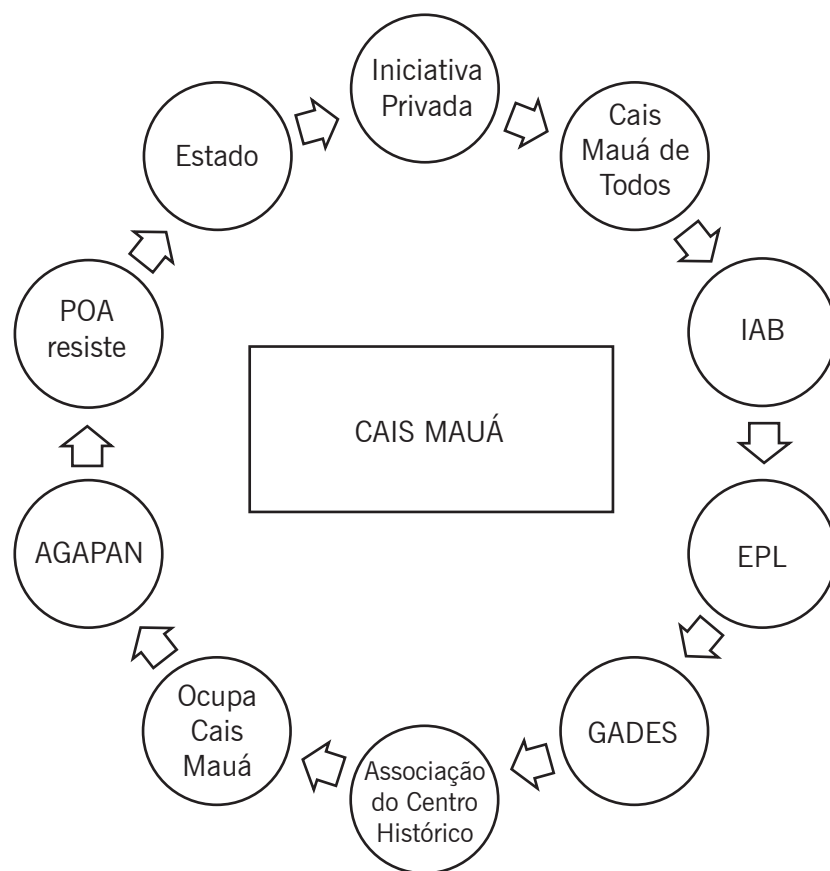 Iniciativa
Privada
Cais
Mauá de
Todos
IAB
EPL
GADES
Associação
do Centro
Histórico
Ocupa
Cais
Mauá
AGAPAN
POA
resiste
Estado
CAIS MAUÁ